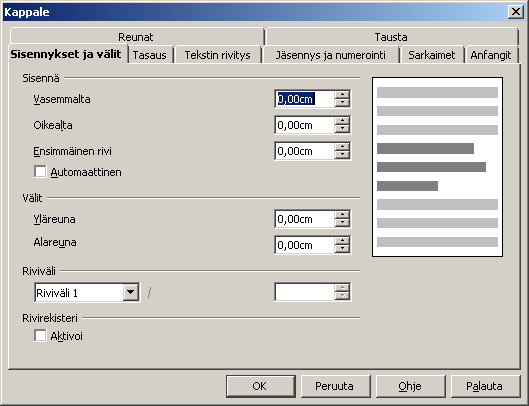 Kappale
Reunat Tausta
Sisennykset ja välit Tasaus Tekstin rivitys Jäsennys ja numerointi Sarkaimet Anfangit
Sisennä
Vasemmalta 0,00cm
Oikealta 0,00cm
Ensimmäinen rivi 0,00cm
Automaattinen
Välit
Yläreuna 0,00cm
Alareuna 0,00cm
Riviväli
Riviväli 1 /
Rivirekisteri
Aktivoi
OK Peruuta Ohje Palauta